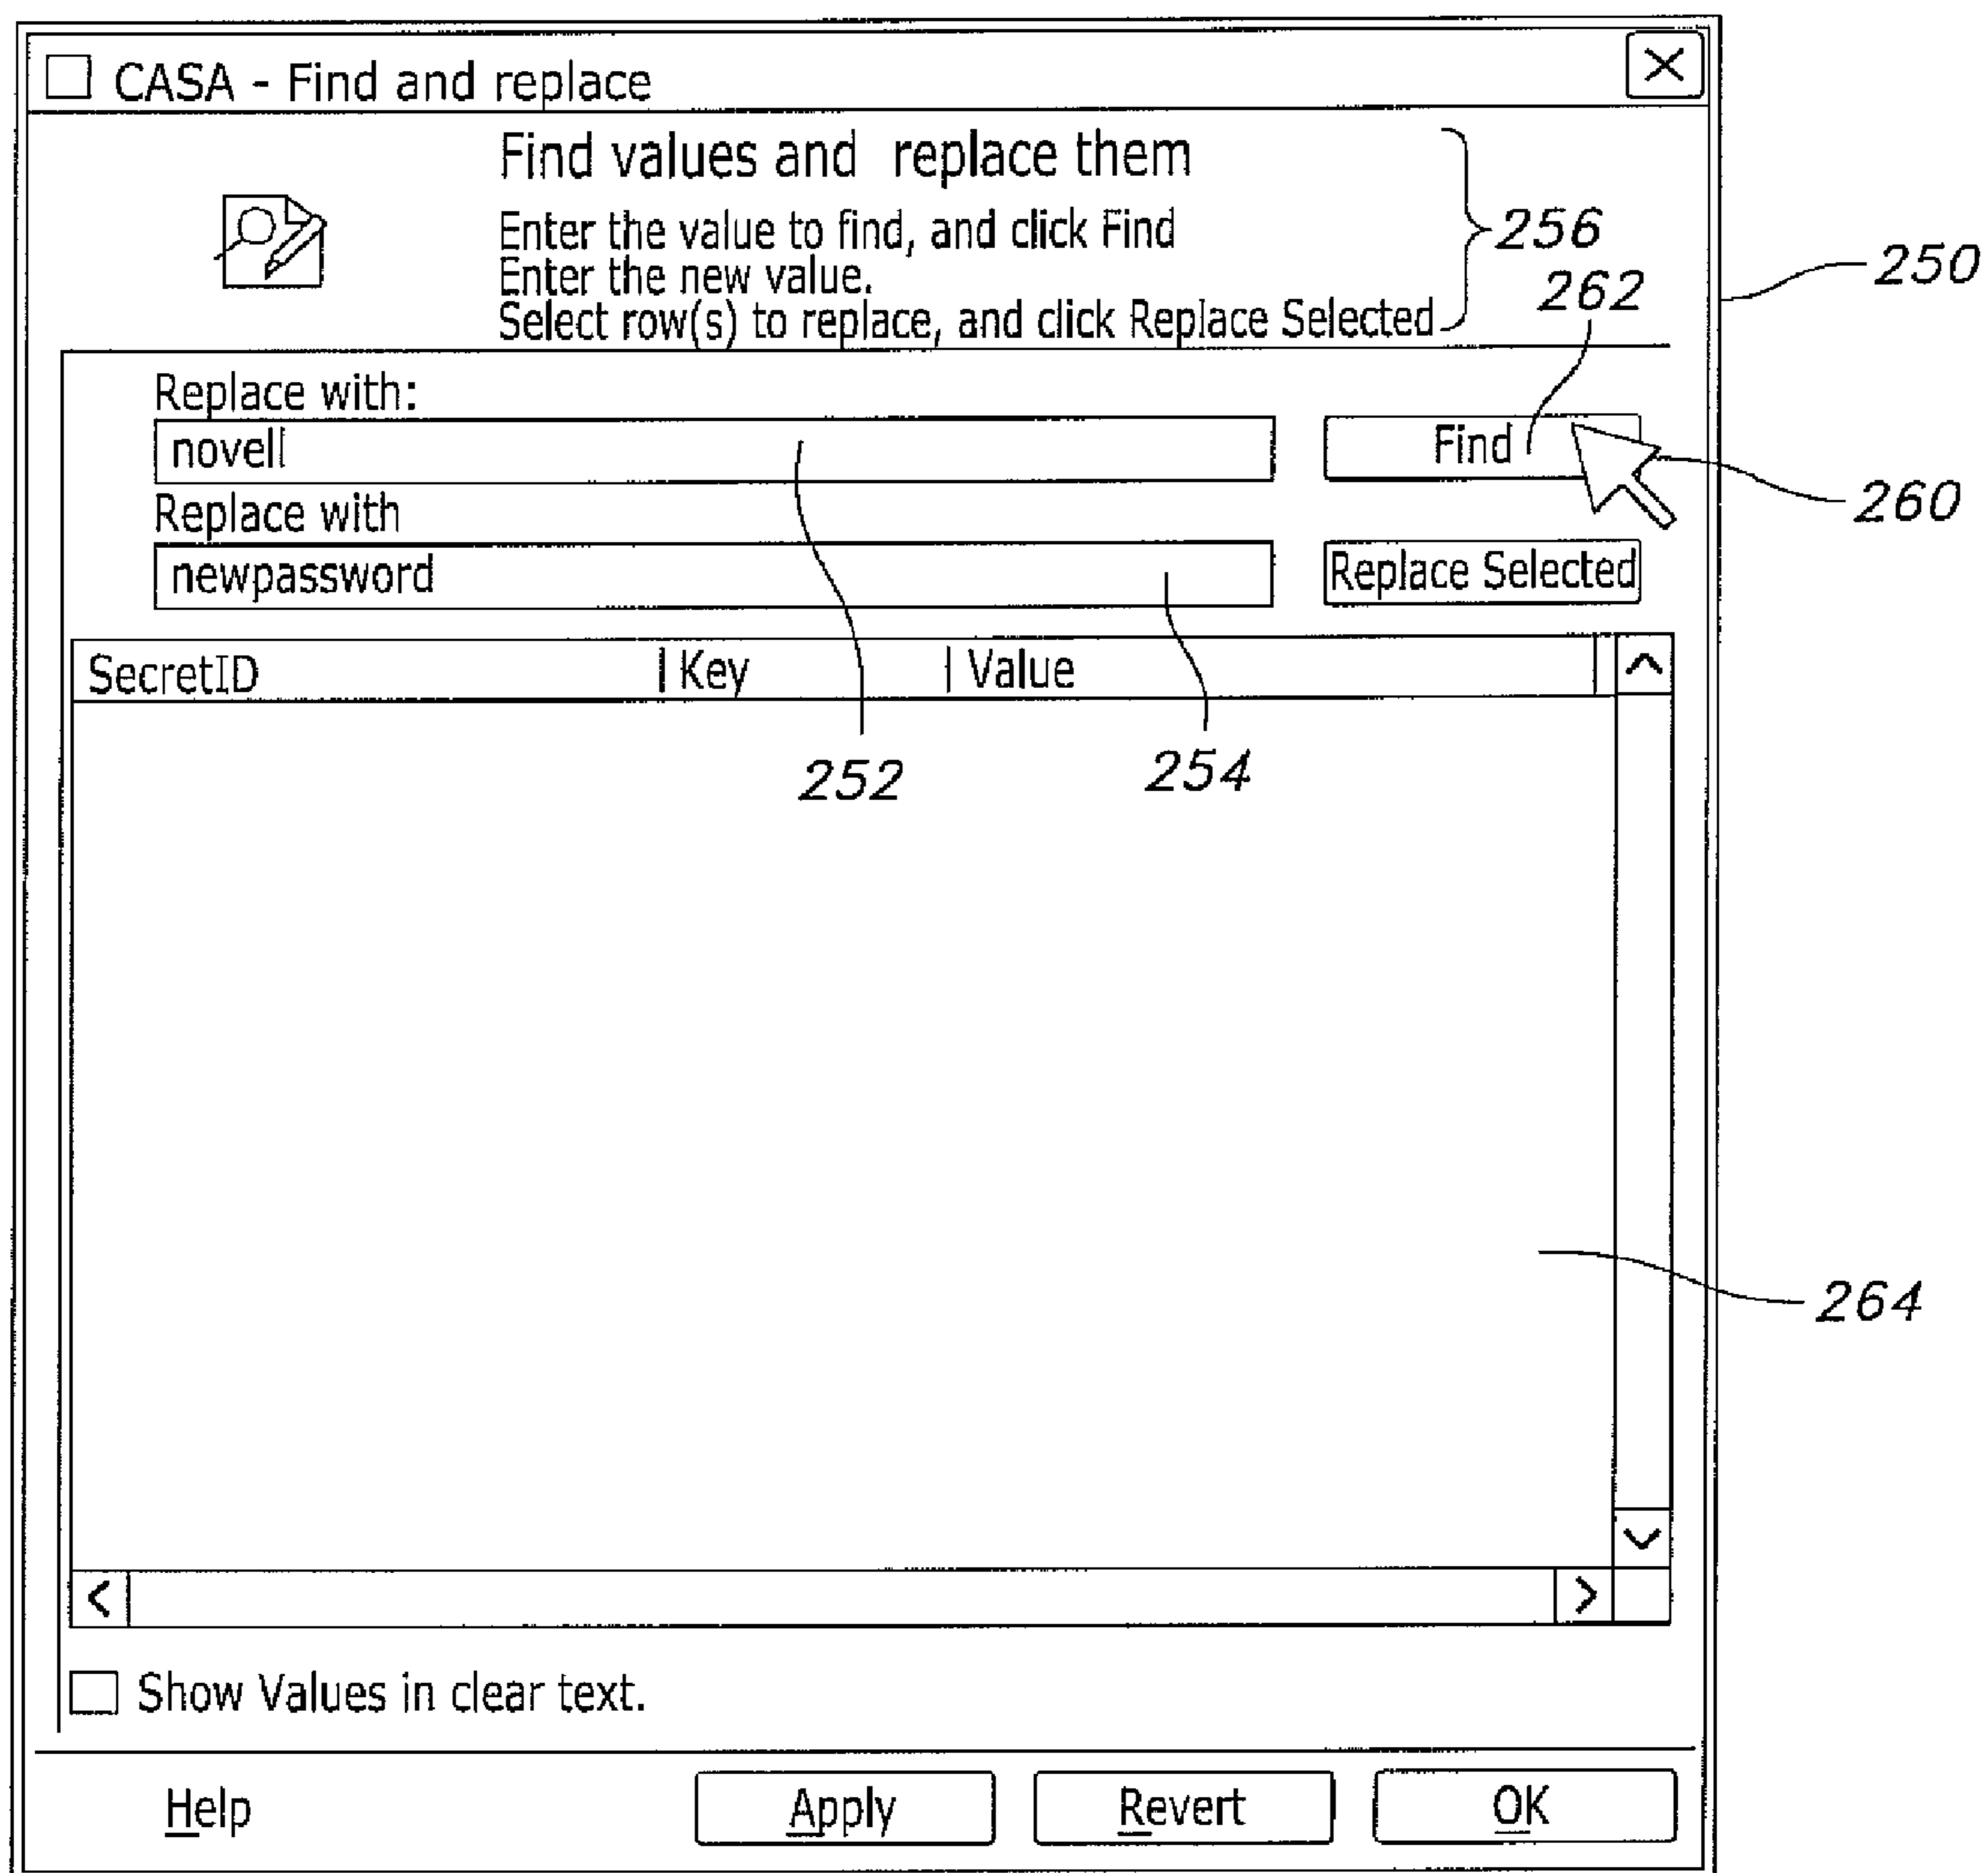 CASA - Find and replace
Find values and replace them
Enter the value to find, and click Find
Enter the new value.
Select row(s) to replace, and click Replace Selected
256
250
262
Replace with:
novell
Find
260
Replace with
newpassword
Replace Selected
SecretID | Key | Value
252
254
264
Show Values in clear text.
Help Apply Revert OK